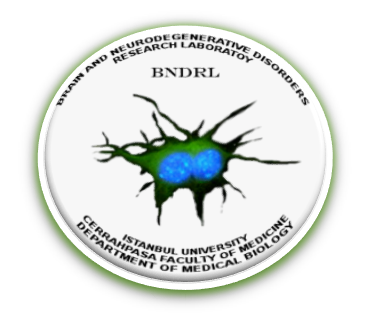 BRAIN AND NEURODEGENERATIVE DISORDERS
RESEARCH LABORATOY
BNDRL
ISTANBUL UNIVERSITY
CERRAHPASA FACULTY OF MEDICINE
DEPARTMENT OF MEDICAL BIOLOGY